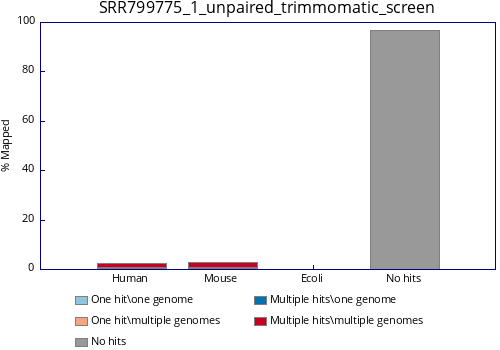 SRR799775_1_unpaired_trimmomatic_screen
100
80
60
40
20
0
% Mapped
Human Mouse Ecoli No hits
One hit\one genome Multiple hits\one genome
One hit\multiple genomes Multiple hits\multiple genomes
No hits